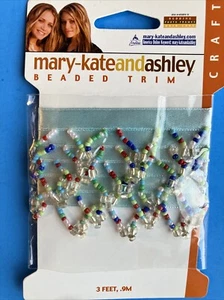 mary-kateandashley.com
mary-kateandashley
BEADED TRIM
CRAFT
3 FEET, .9M